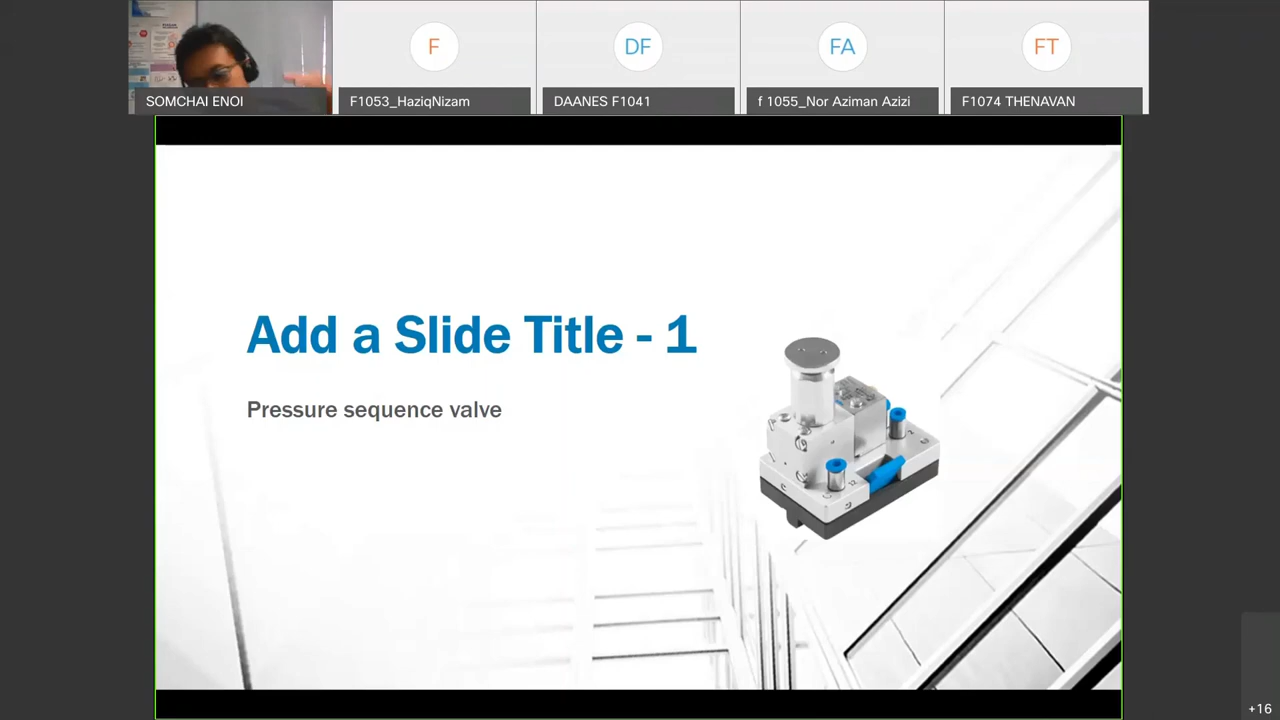 F
DF
FA
FT
SOMCHAI ENOI
F1053_HaziqNizam
DAANES F1041
f 1055_Nor Aziman Azizi
F1074 THENAVAN
Add a Slide Title - 1
Pressure sequence valve
+16